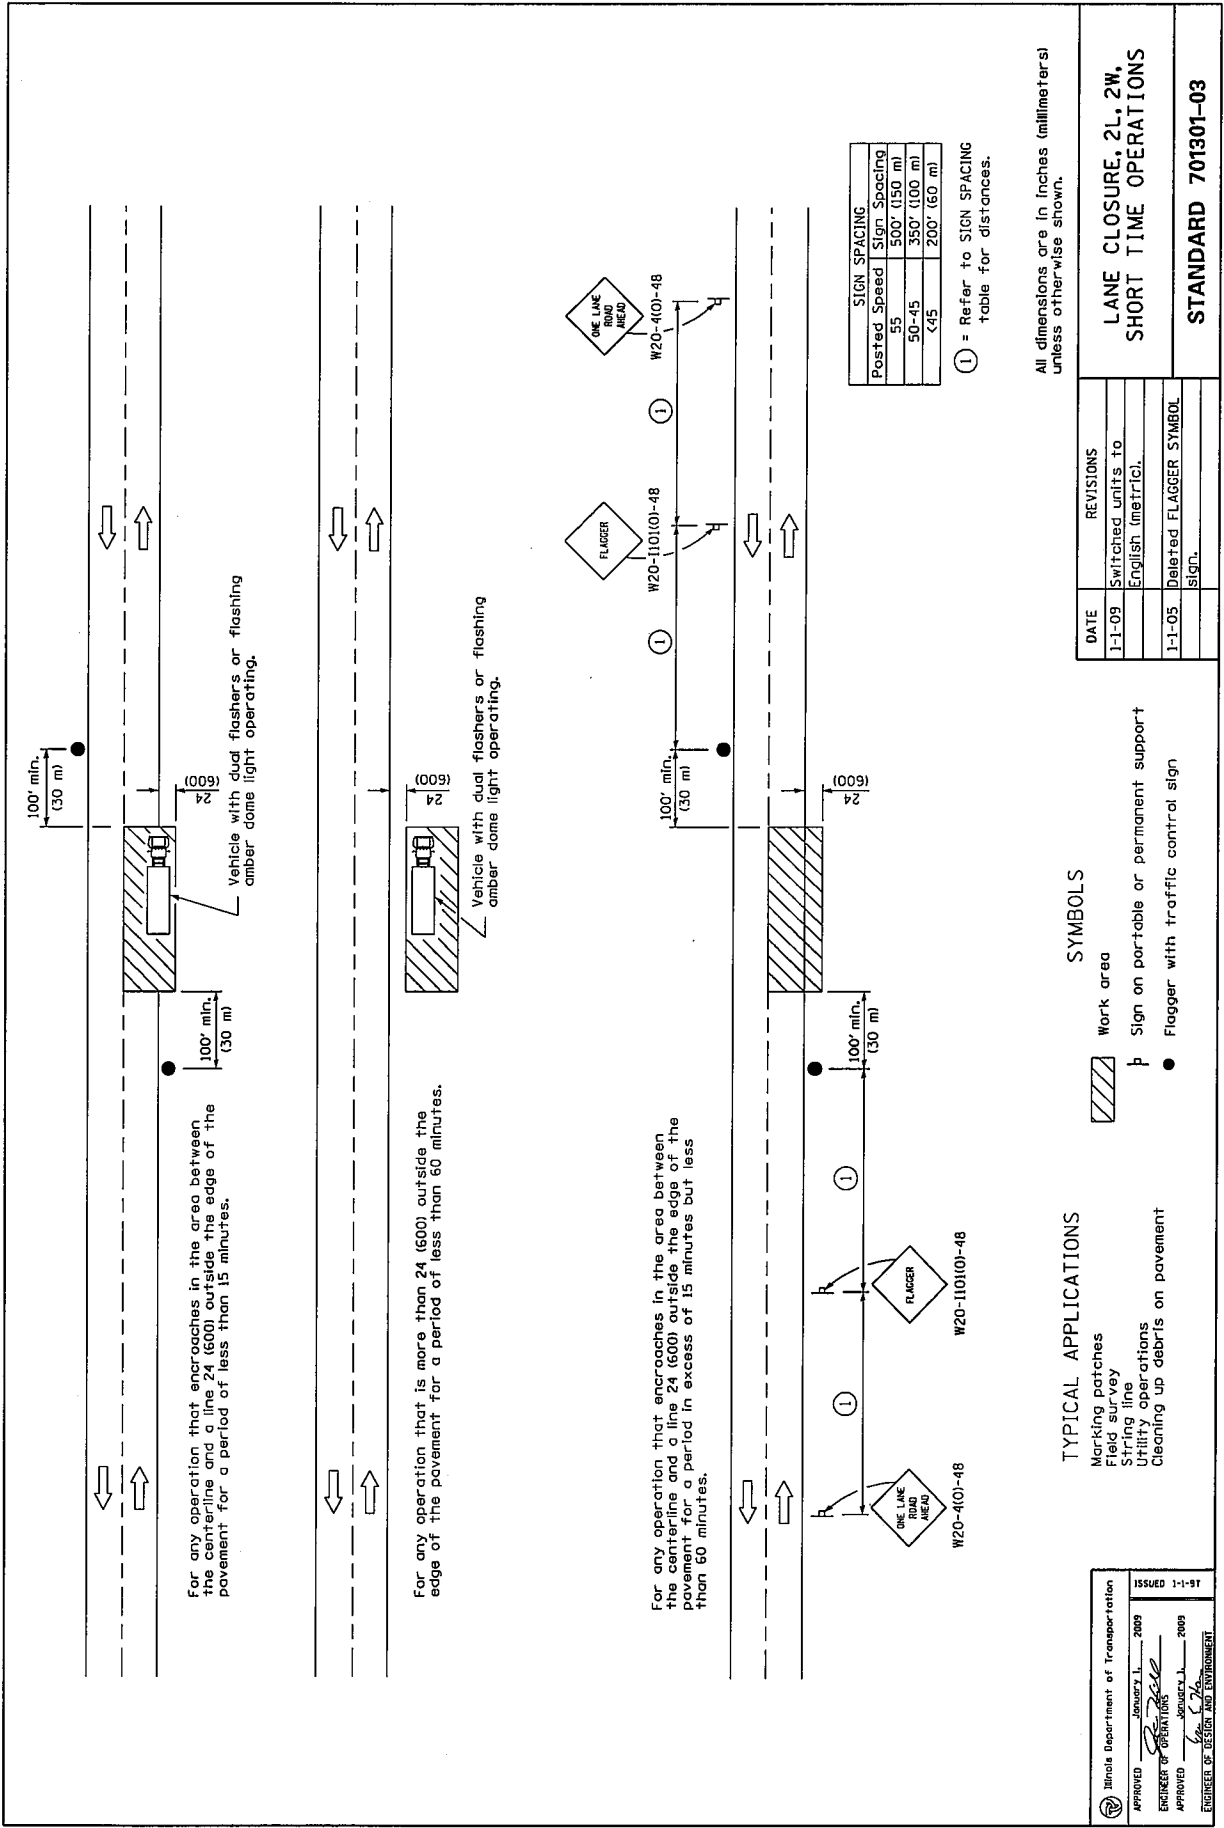 100' min.
(30 m)
24
(600)
Vehicle with dual flashers or flashing
amber dome light operating.
100' min.
(30 m)
For any operation that encroaches in the area between
the centerline and a line 24 (600) outside the edge of the
pavement for a period of less than 15 minutes.
24
(600)
Vehicle with dual flashers or flashing
amber dome light operating.
For any operation that is more than 24 (600) outside the
edge of the pavement for a period of less than 60 minutes.
ONE LANE
ROAD
AHEAD
W20-4(O)-48
FLAGGER
W20-I101(O)-48
1
1
100' min.
(30 m)
24
(600)
100' min.
(30 m)
For any operation that encroaches in the area between
the centerline and a line 24 (600) outside the edge of the
pavement for a period in excess of 15 minutes but less
than 60 minutes.
1
1
FLAGGER
W20-I101(O)-48
ONE LANE
ROAD
AHEAD
W20-4(O)-48
SIGN SPACING
Posted Speed Sign Spacing
55 500' (150 m)
50-45 350' (100 m)
<45 200' (60 m)
1 = Refer to SIGN SPACING
table for distances.
All dimensions are in inches (millimeters)
unless otherwise shown.
TYPICAL APPLICATIONS
Marking patches
Field survey
String line
Utility operations
Cleaning up debris on pavement
SYMBOLS
Work area
Sign on portable or permanent support
Flagger with traffic control sign
Illinois Department of Transportation
APPROVED January 1, 2009
ENGINEER OF OPERATIONS
APPROVED January 1, 2009
ENGINEER OF DESIGN AND ENVIRONMENT
ISSUED 1-1-97
DATE REVISIONS
1-1-09 Switched units to
English (metric).
1-1-05 Deleted FLAGGER SYMBOL
sign.
LANE CLOSURE, 2L, 2W,
SHORT TIME OPERATIONS
STANDARD 701301-03